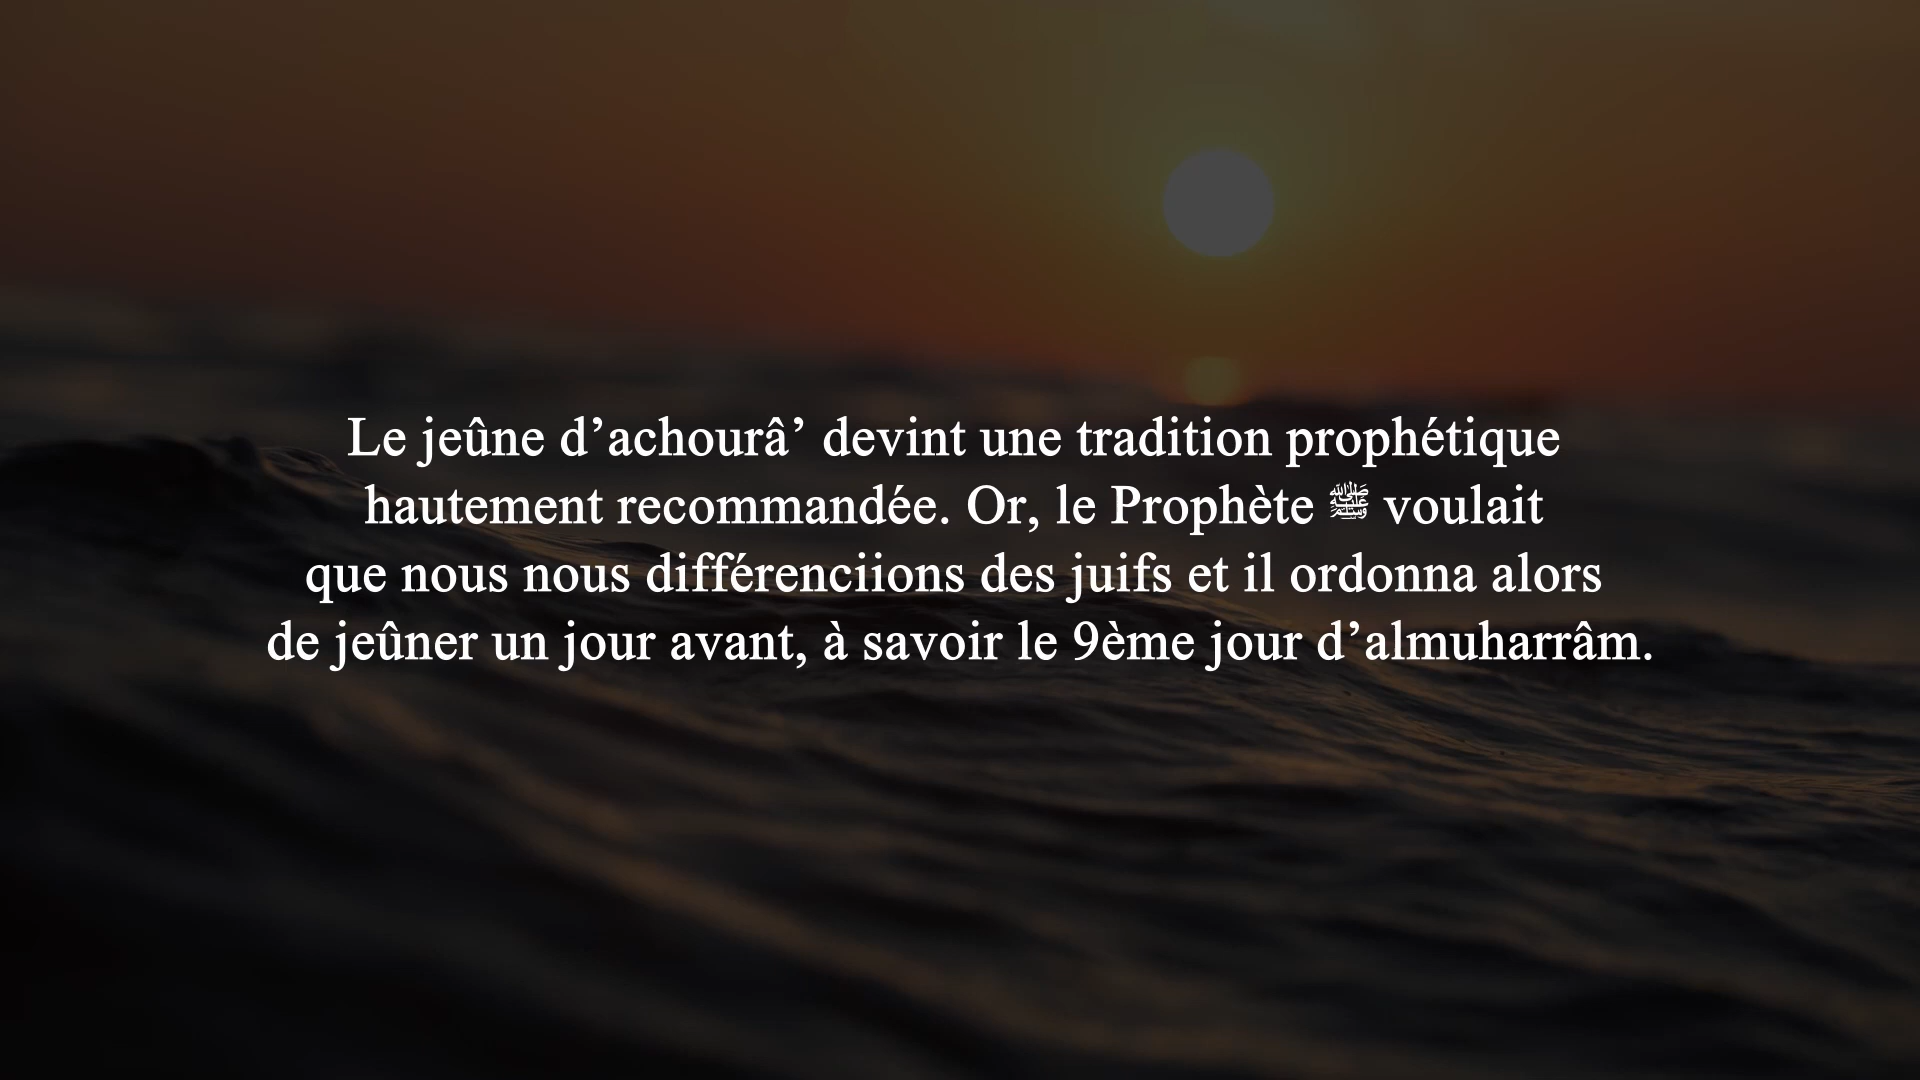 Le jeûne d’achourâ’ devint une tradition prophétique
hautement recommandée. Or, le Prophète ﷺ voulait
que nous nous différenciions des juifs et il ordonna alors
de jeûner un jour avant, à savoir le 9ème jour d’almuharrâm.